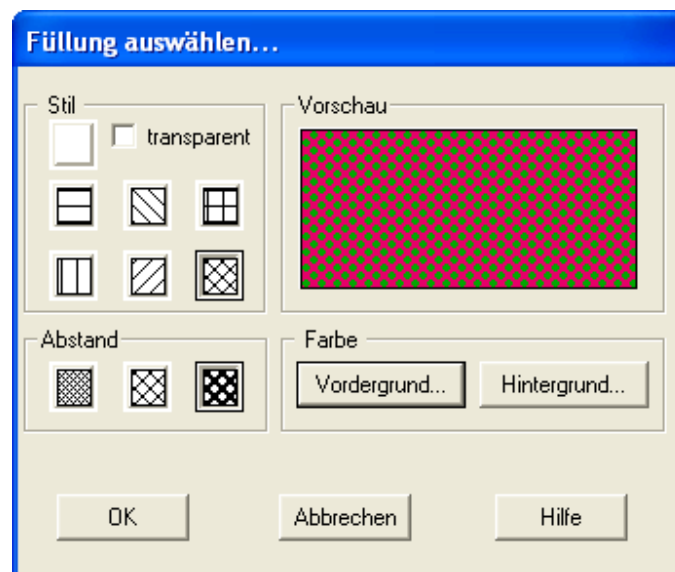 Füllung auswählen...
Stil
transparent
Vorschau
Abstand
Farbe
Vordergrund...
Hintergrund...
OK
Abbrechen
Hilfe